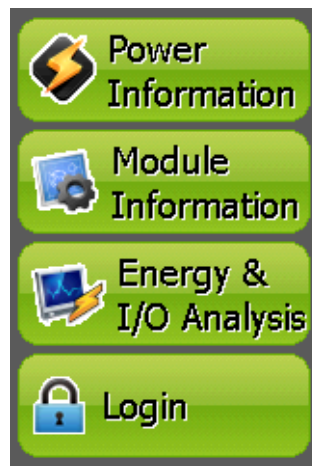 Power
Information
Module
Information
Energy &
I/O Analysis
Login